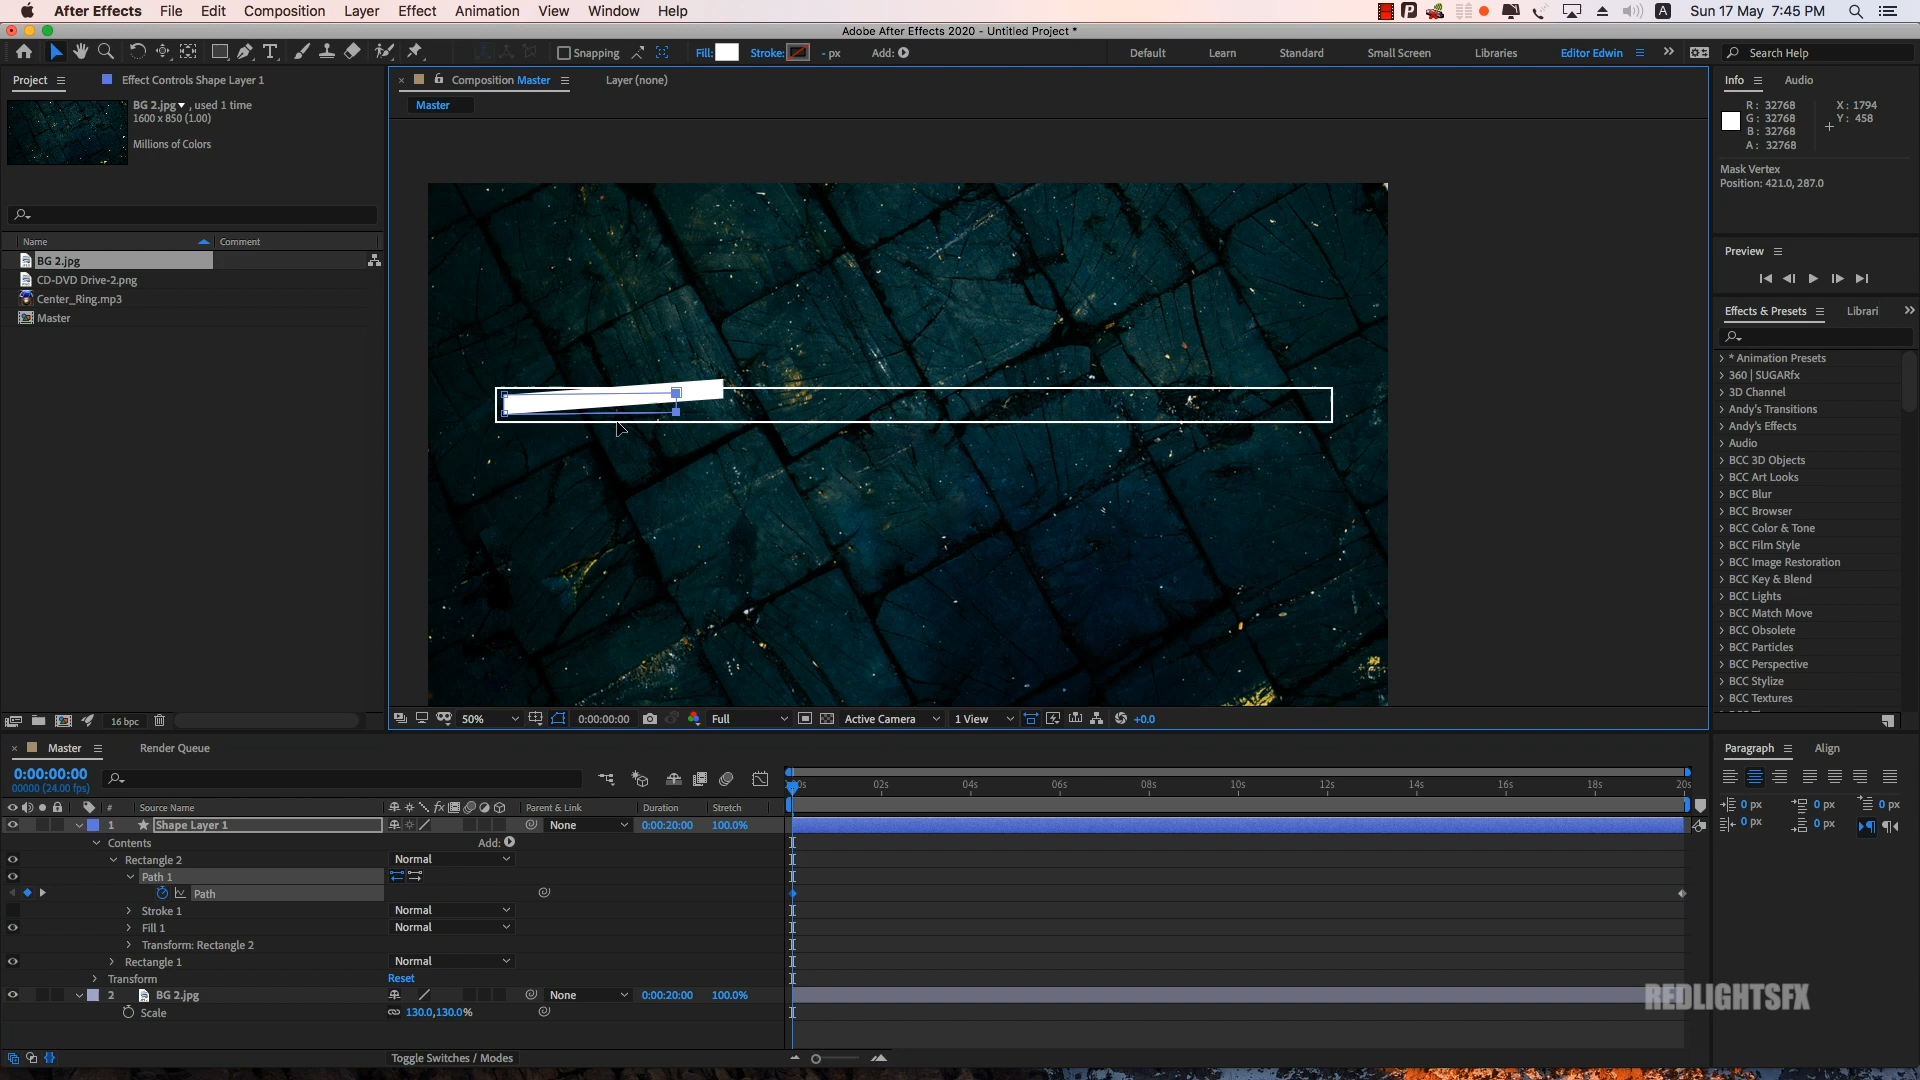 After Effects File Edit Composition Layer Effect Animation View Window Help
A Sun 17 May 7:45 PM
Adobe After Effects 2020 - Untitled Project *
Snapping Fill: Stroke: - px Add: Default Learn Standard Small Screen Libraries Editor Edwin Search Help
Project Effect Controls Shape Layer 1
Composition Master Layer (none)
Info Audio
Master
BG 2.jpg , used 1 time
1600 x 850 (1.00)
Millions of Colors
R: 32768
G: 32768
B: 32768
A: 32768
X: 1794
Y: 458
Mask Vertex
Position: 421.0, 287.0
Name Comment
BG 2.jpg
CD-DVD Drive-2.png
Center_Ring.mp3
Master
Preview
Effects & Presets Librari
* Animation Presets
360 | SUGARfx
3D Channel
Andy's Transitions
Andy's Effects
Audio
BCC 3D Objects
BCC Art Looks
BCC Blur
BCC Browser
BCC Color & Tone
BCC Film Style
BCC Image Restoration
BCC Key & Blend
BCC Lights
BCC Match Move
BCC Obsolete
BCC Particles
BCC Perspective
BCC Stylize
BCC Textures
16 bpc
50% 0:00:00:00 Full Active Camera 1 View +0.0
Master Render Queue
Paragraph Align
0:00:00:00
00000 (24.00 fps)
02s 04s 06s 08s 10s 12s 14s 16s 18s 20s
# Source Name Parent & Link Duration Stretch
1 Shape Layer 1 None 0:00:20:00 100.0%
Contents Add:
Rectangle 2 Normal
Path 1
Path
Stroke 1 Normal
Fill 1 Normal
Transform: Rectangle 2
Rectangle 1 Normal
Transform Reset
2 BG 2.jpg None 0:00:20:00 100.0%
Scale 130.0,130.0%
Toggle Switches / Modes
0 px 0 px 0 px
0 px 0 px
REDLIGHTSFX